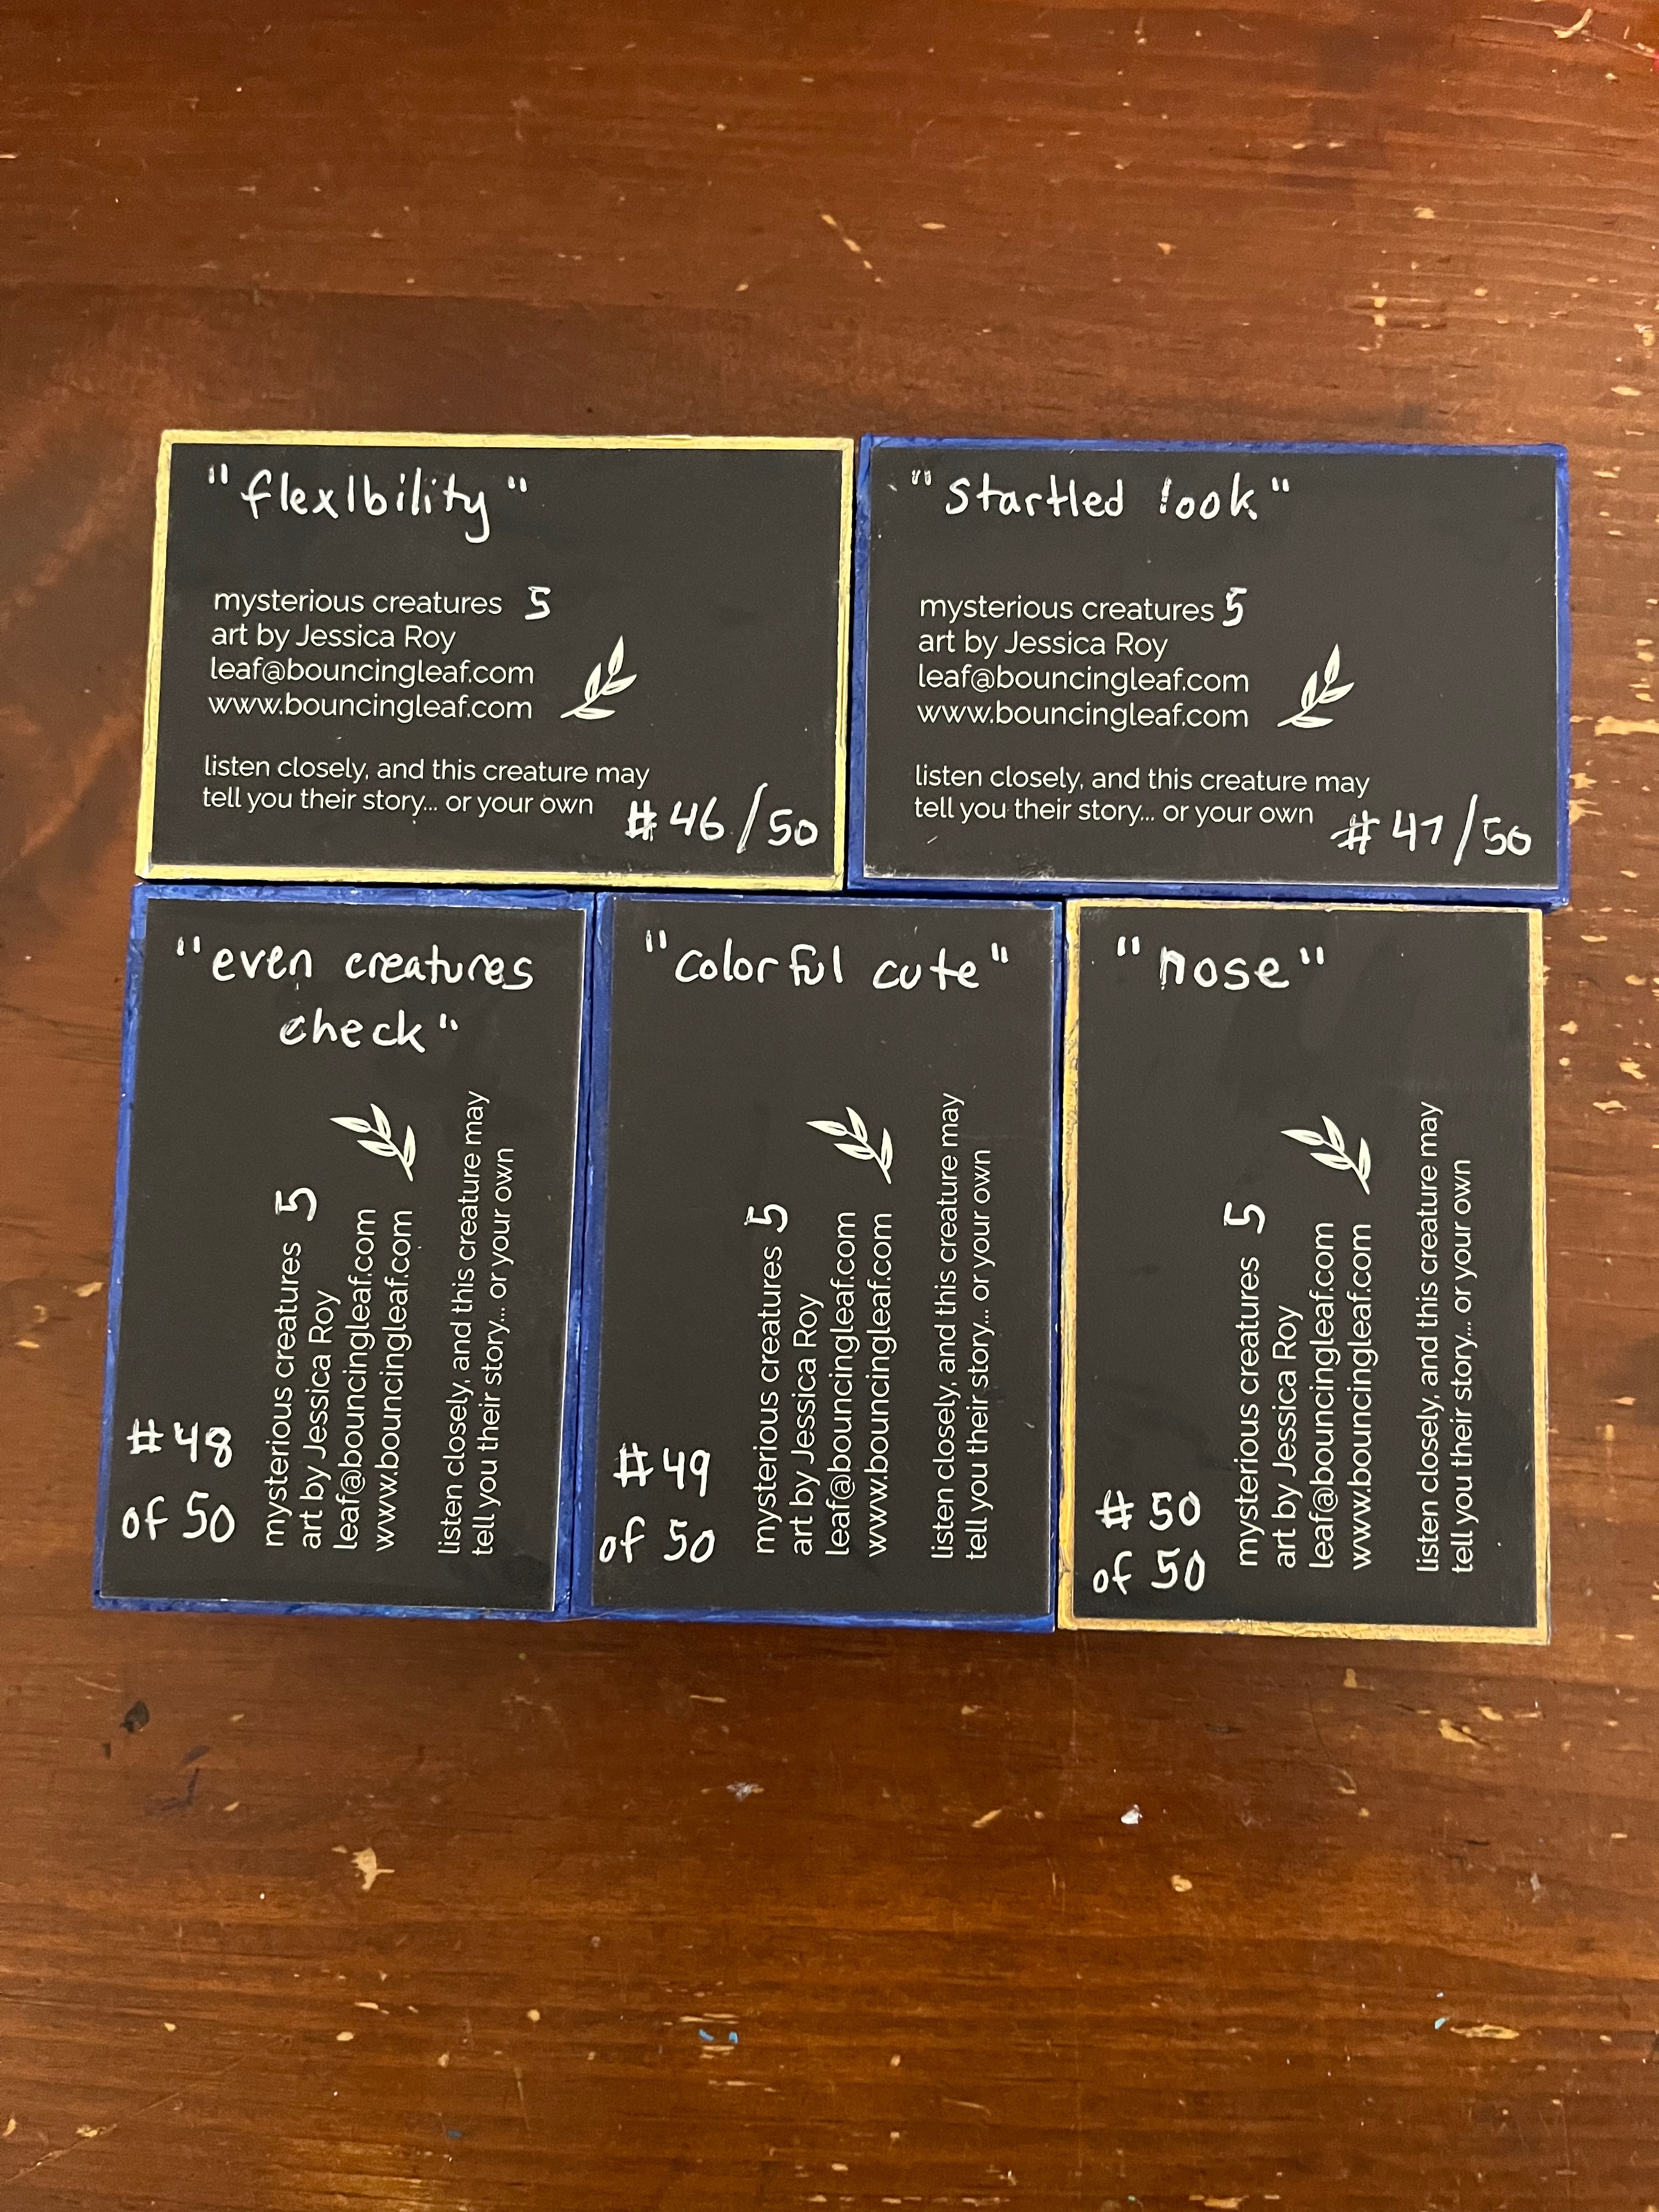 "flexIbility"
mysterious creatures 5
art by Jessica Roy
leaf@bouncingleaf.com
www.bouncingleaf.com
listen closely, and this creature may
tell you their story... or your own
#46/50
"startled look"
mysterious creatures 5
art by Jessica Roy
leaf@bouncingleaf.com
www.bouncingleaf.com
listen closely, and this creature may
tell you their story... or your own
#47/50
"even creatures
check"
mysterious creatures 5
art by Jessica Roy
leaf@bouncingleaf.com
www.bouncingleaf.com
listen closely, and this creature may
tell you their story... or your own
#48
of 50
"colorful cute"
mysterious creatures 5
art by Jessica Roy
leaf@bouncingleaf.com
www.bouncingleaf.com
listen closely, and this creature may
tell you their story... or your own
#49
of 50
"nose"
mysterious creatures 5
art by Jessica Roy
leaf@bouncingleaf.com
www.bouncingleaf.com
listen closely, and this creature may
tell you their story... or your own
#50
of 50